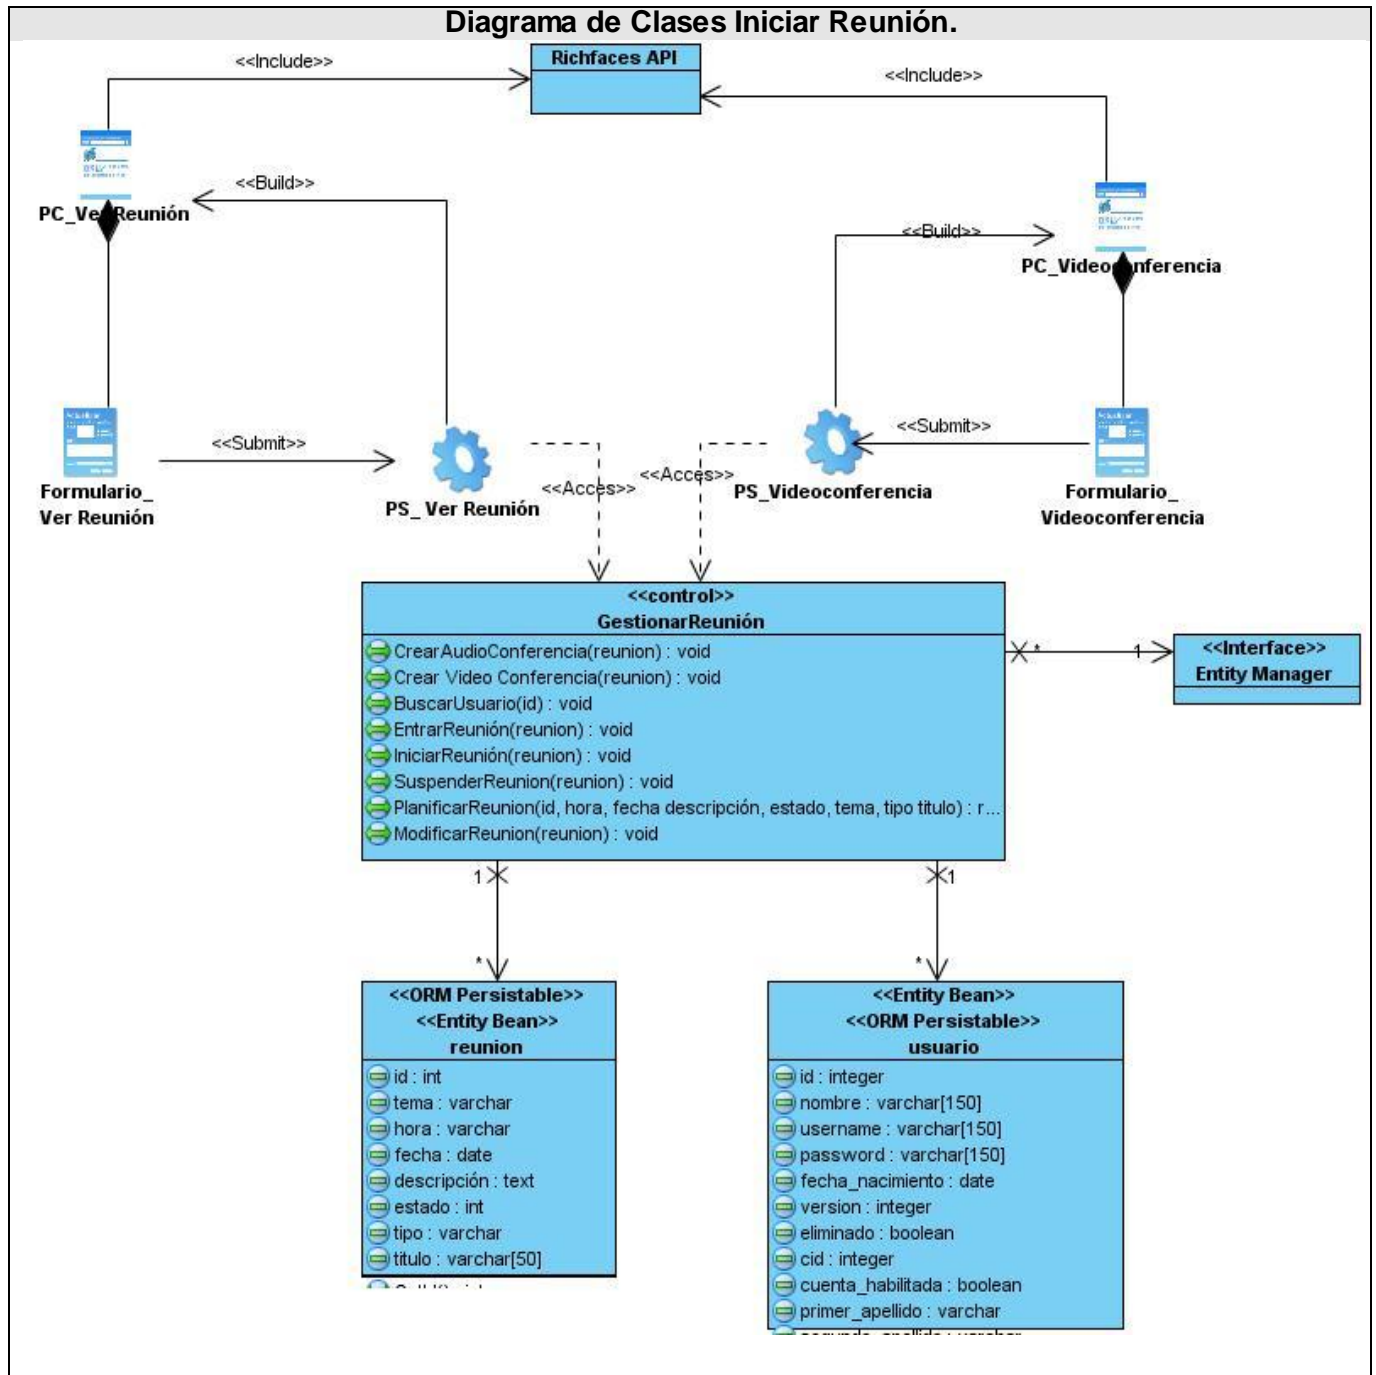 Diagrama de Clases Iniciar Reunión.
<<Include>>
Richfaces API
<<Include>>
PC_Ver Reunión
<<Build>>
<<Build>>
PC_Videoconferencia
<<Submit>>
<<Submit>>
Formulario_
Ver Reunión
PS_ Ver Reunión
<<Acces>>
<<Acces>>
PS_Videoconferencia
Formulario_
Videoconferencia
<<control>>
GestionarReunión
CrearAudioConferencia(reunion) : void
Crear Video Conferencia(reunion) : void
BuscarUsuario(id) : void
EntrarReunión(reunion) : void
IniciarReunión(reunion) : void
SuspenderReunion(reunion) : void
PlanificarReunion(id, hora, fecha descripción, estado, tema, tipo titulo) : r...
ModificarReunion(reunion) : void
*
1
<<Interface>>
Entity Manager
1
1
*
*
<<ORM Persistable>>
<<Entity Bean>>
reunion
id : int
tema : varchar
hora : varchar
fecha : date
descripción : text
estado : int
tipo : varchar
titulo : varchar[50]
<<Entity Bean>>
<<ORM Persistable>>
usuario
id : integer
nombre : varchar[150]
username : varchar[150]
password : varchar[150]
fecha_nacimiento : date
version : integer
eliminado : boolean
cid : integer
cuenta_habilitada : boolean
primer_apellido : varchar